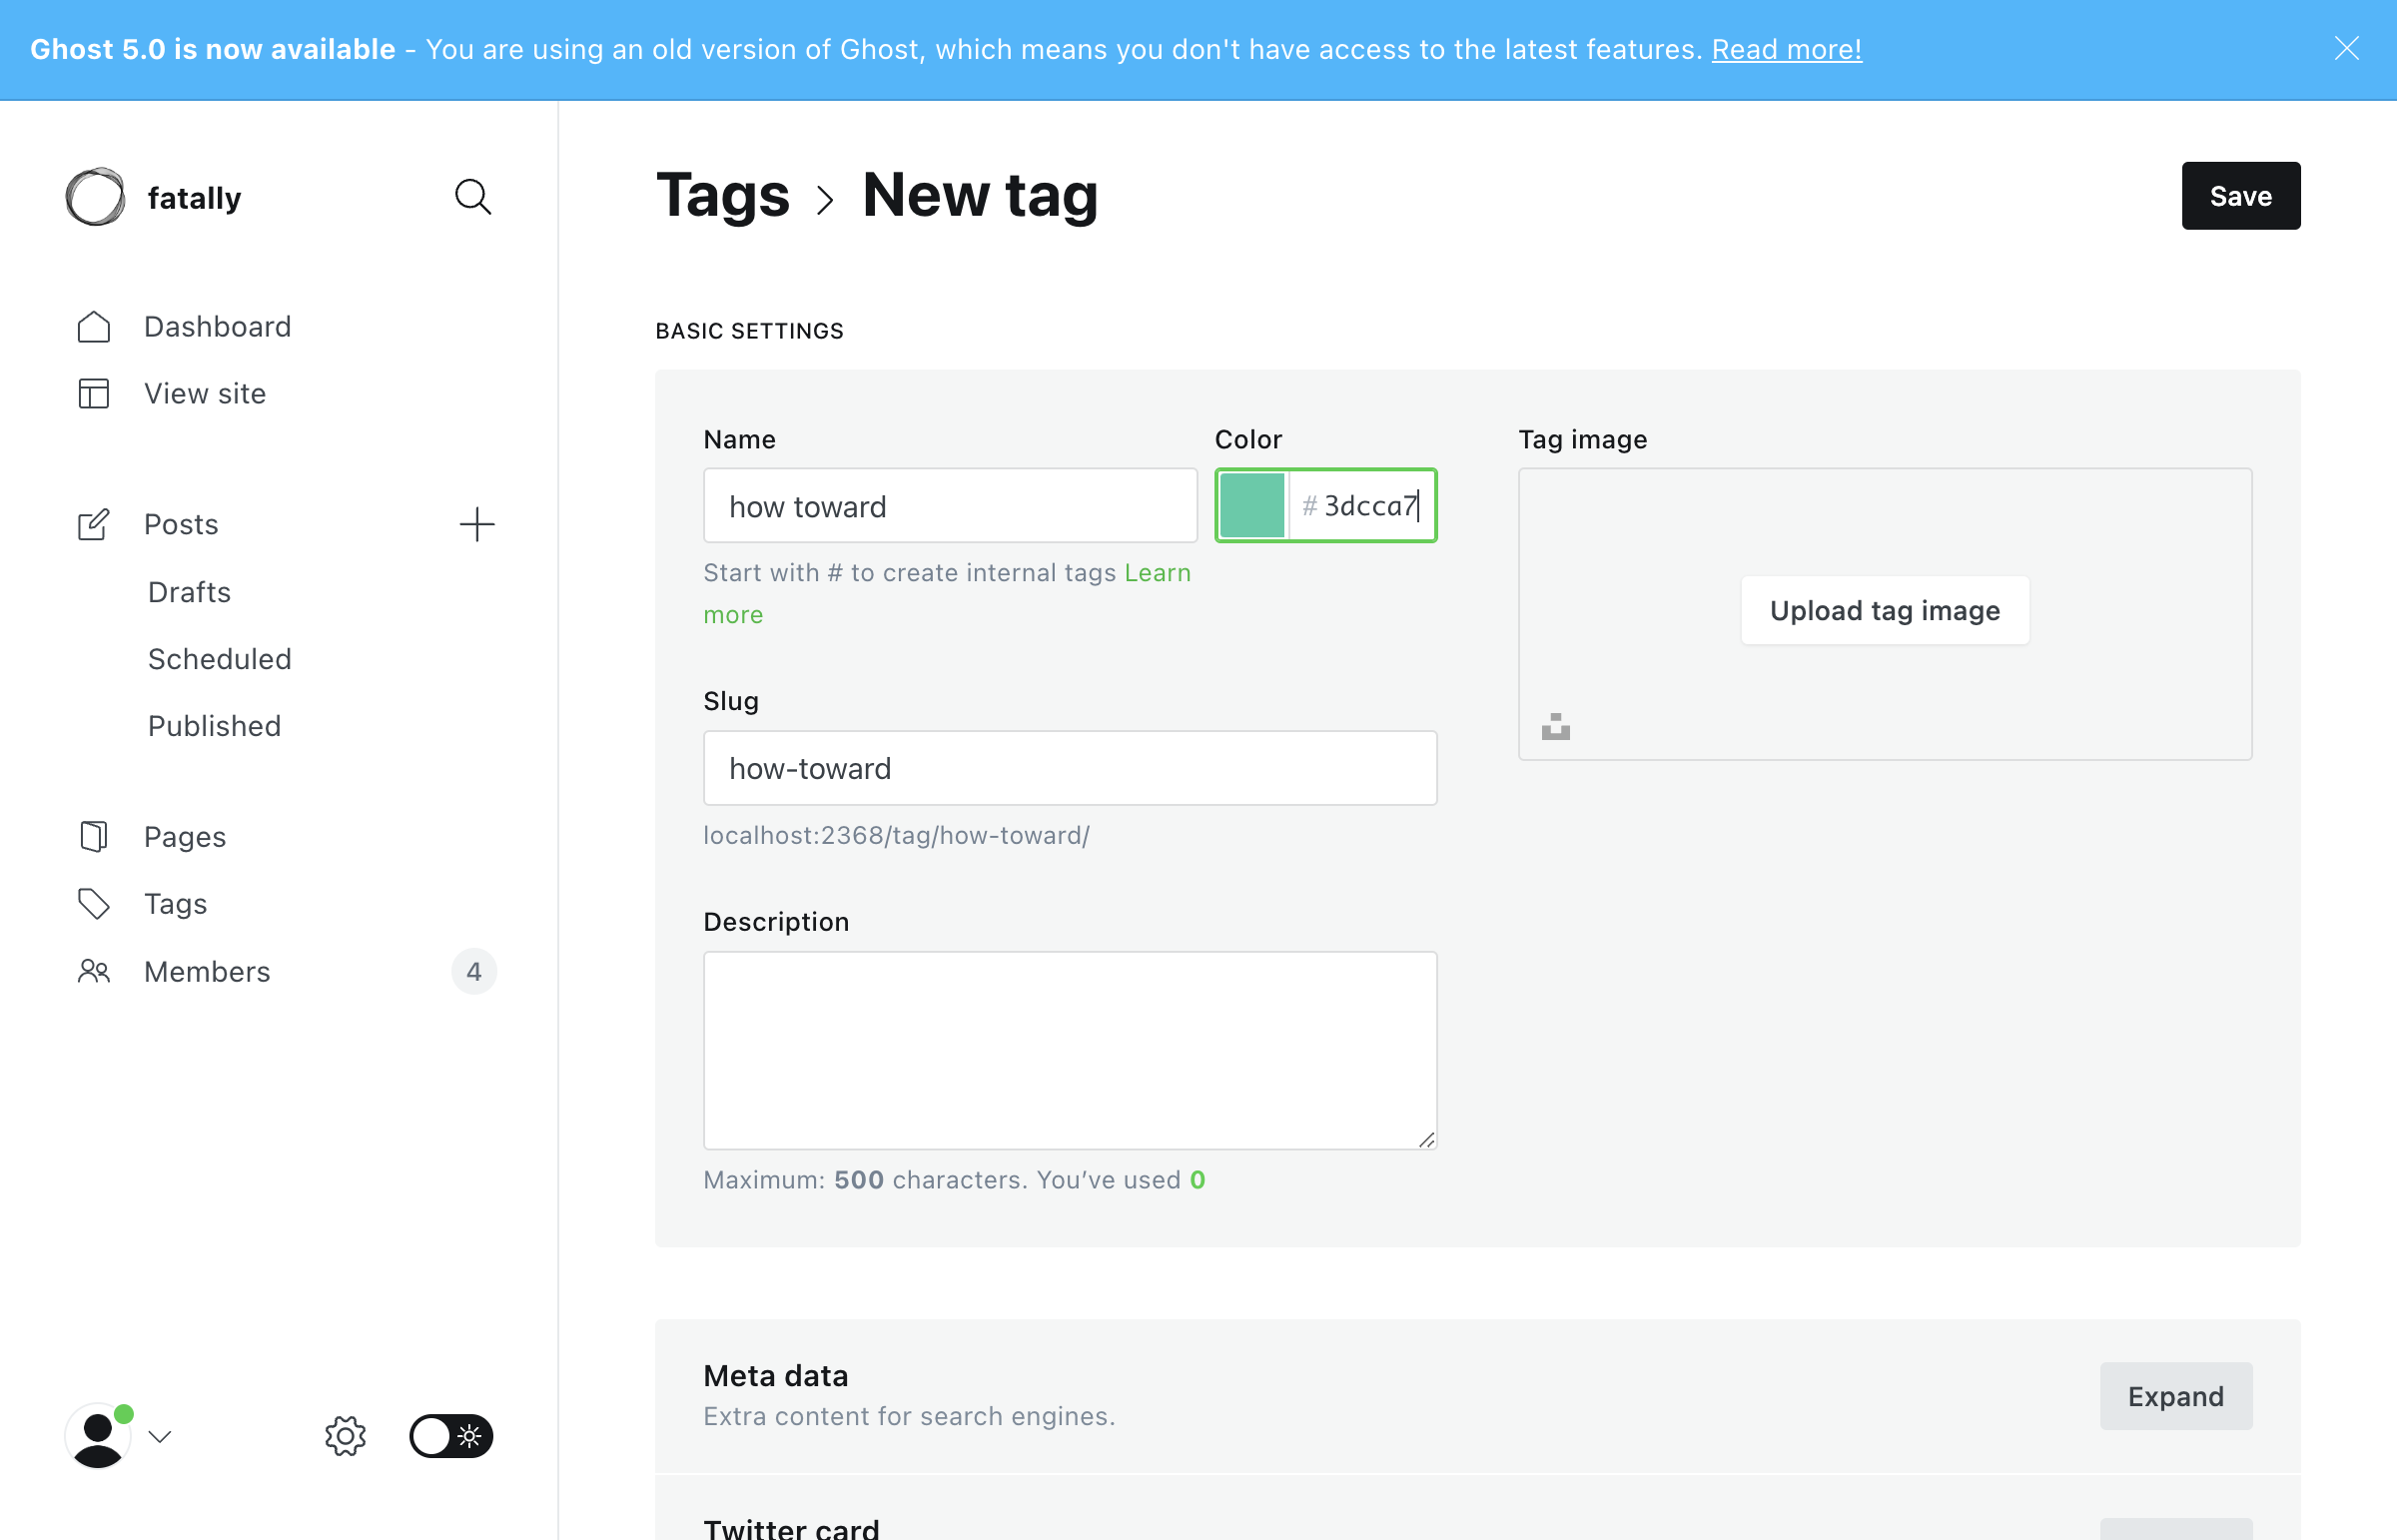 Ghost 5.0 is now available - You are using an old version of Ghost, which means you don't have access to the latest features. Read more!
fatally
Dashboard
View site
Posts
Drafts
Scheduled
Published
Pages
Tags
Members
4
Tags
New tag
Save
BASIC SETTINGS
Name
how toward
Start with # to create internal tags Learn
more
Color
# 3dcca7
Slug
how-toward
localhost:2368/tag/how-toward/
Description
Maximum: 500 characters. You’ve used 0
Tag image
Upload tag image
Meta data
Extra content for search engines.
Expand
Twitter card